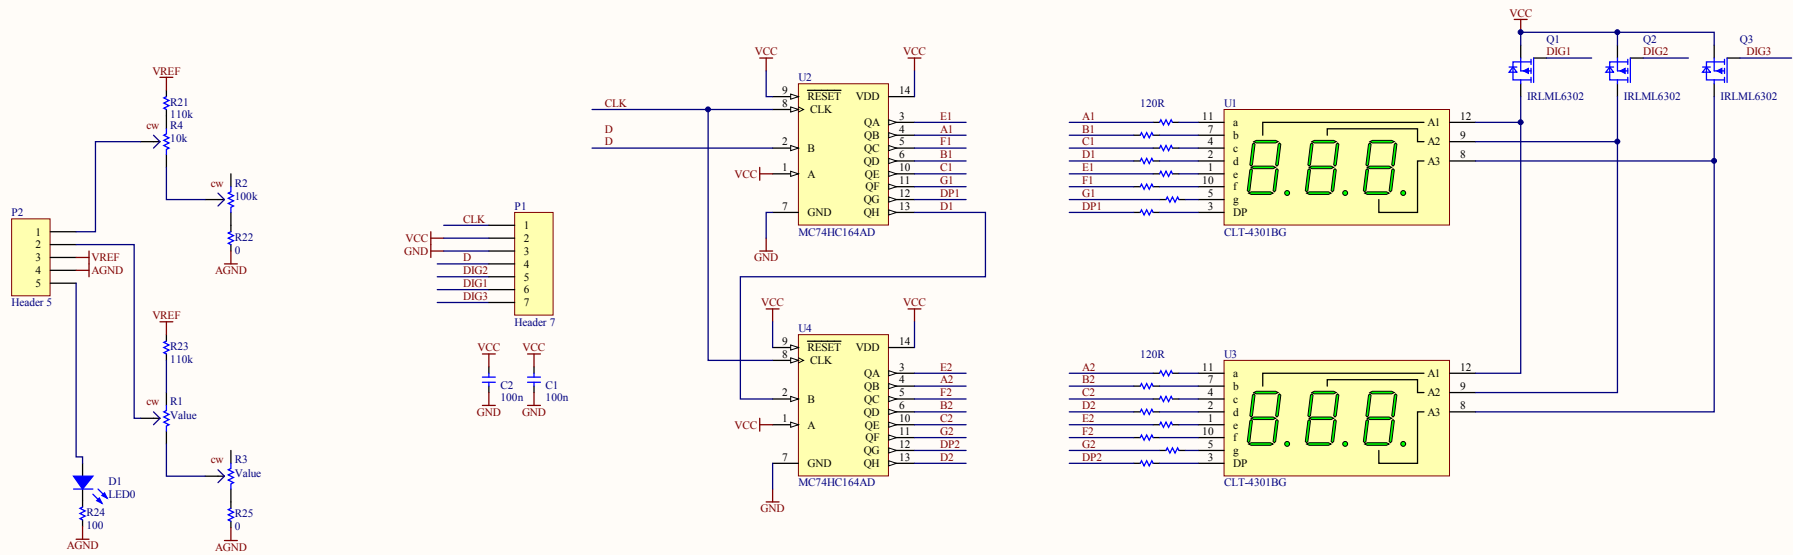 VREF
R21
110k
cw
R4
10k
cw
R2
100k
R22
0
AGND
P2
1
2
3
4
5
VREF
AGND
Header 5
VREF
R23
110k
cw
R1
Value
cw
R3
Value
R25
0
AGND
D1
LED0
R24
100
AGND
P1
CLK
VCC
GND
D
DIG2
DIG1
DIG3
1
2
3
4
5
6
7
Header 7
VCC
C2
100n
GND
VCC
C1
100n
GND
CLK
D
D
VCC
VCC
U2
9 RESET VDD 14
8 CLK
QA 3 E1
QB 4 A1
2 B QC 5 F1
QD 6 B1
VCC 1 A QE 10 C1
QF 11 G1
QG 12 DP1
7 GND QH 13 D1
MC74HC164AD
GND
VCC
VCC
U4
9 RESET VDD 14
8 CLK
QA 3 E2
QB 4 A2
2 B QC 5 F2
QD 6 B2
VCC 1 A QE 10 C2
QF 11 G2
QG 12 DP2
7 GND QH 13 D2
MC74HC164AD
GND
120R
U1
A1 11 a A1 12
B1 7 b A2 9
C1 4 c A3 8
D1 2 d
E1 1 e
F1 10 f
G1 5 g
DP1 3 DP
CLT-4301BG
120R
U3
A2 11 a A1 12
B2 7 b A2 9
C2 4 c A3 8
D2 2 d
E2 1 e
F2 10 f
G2 5 g
DP2 3 DP
CLT-4301BG
VCC
Q1
DIG1
IRLML6302
Q2
DIG2
IRLML6302
Q3
DIG3
IRLML6302